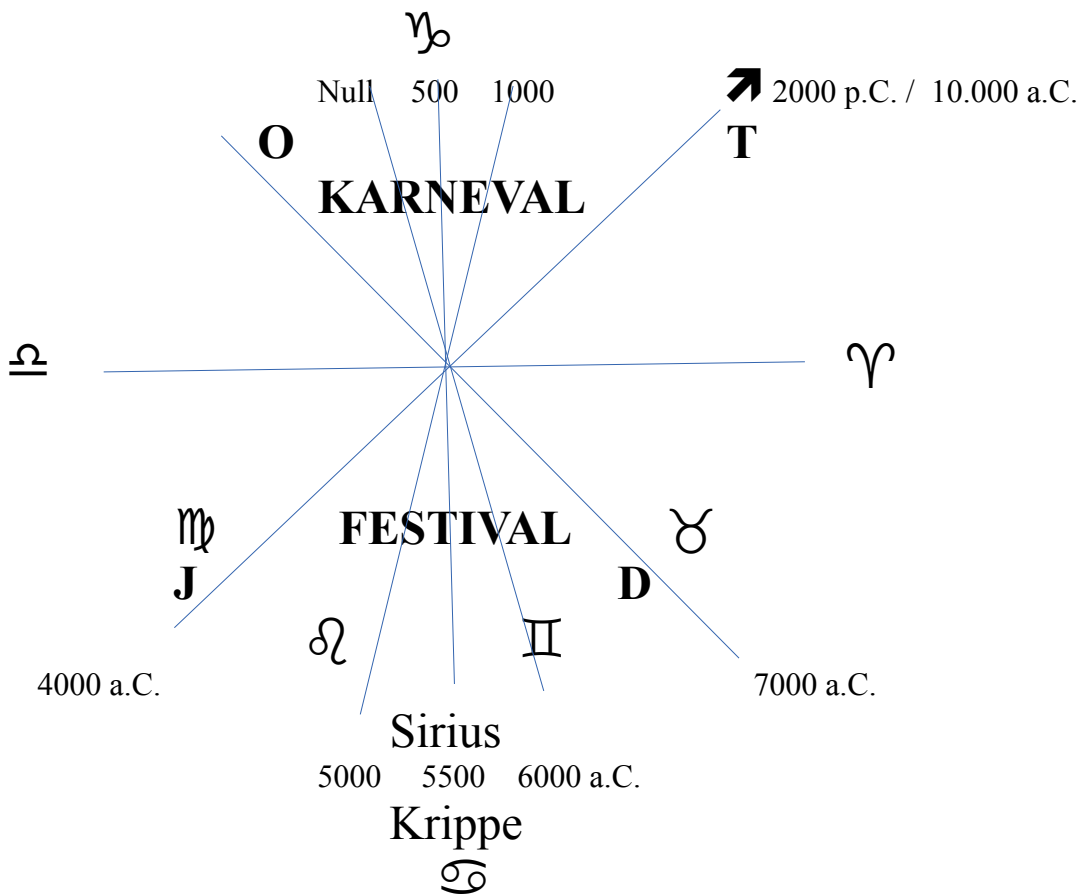 ♑
Null 500 1000
🡵 2000 p.C. / 10.000 a.C.
O
T
KARNEVAL
♎
♈
♍
FESTIVAL
♉
J
D
♌
♊
4000 a.C.
7000 a.C.
Sirius
5000 5500 6000 a.C.
Krippe
♋